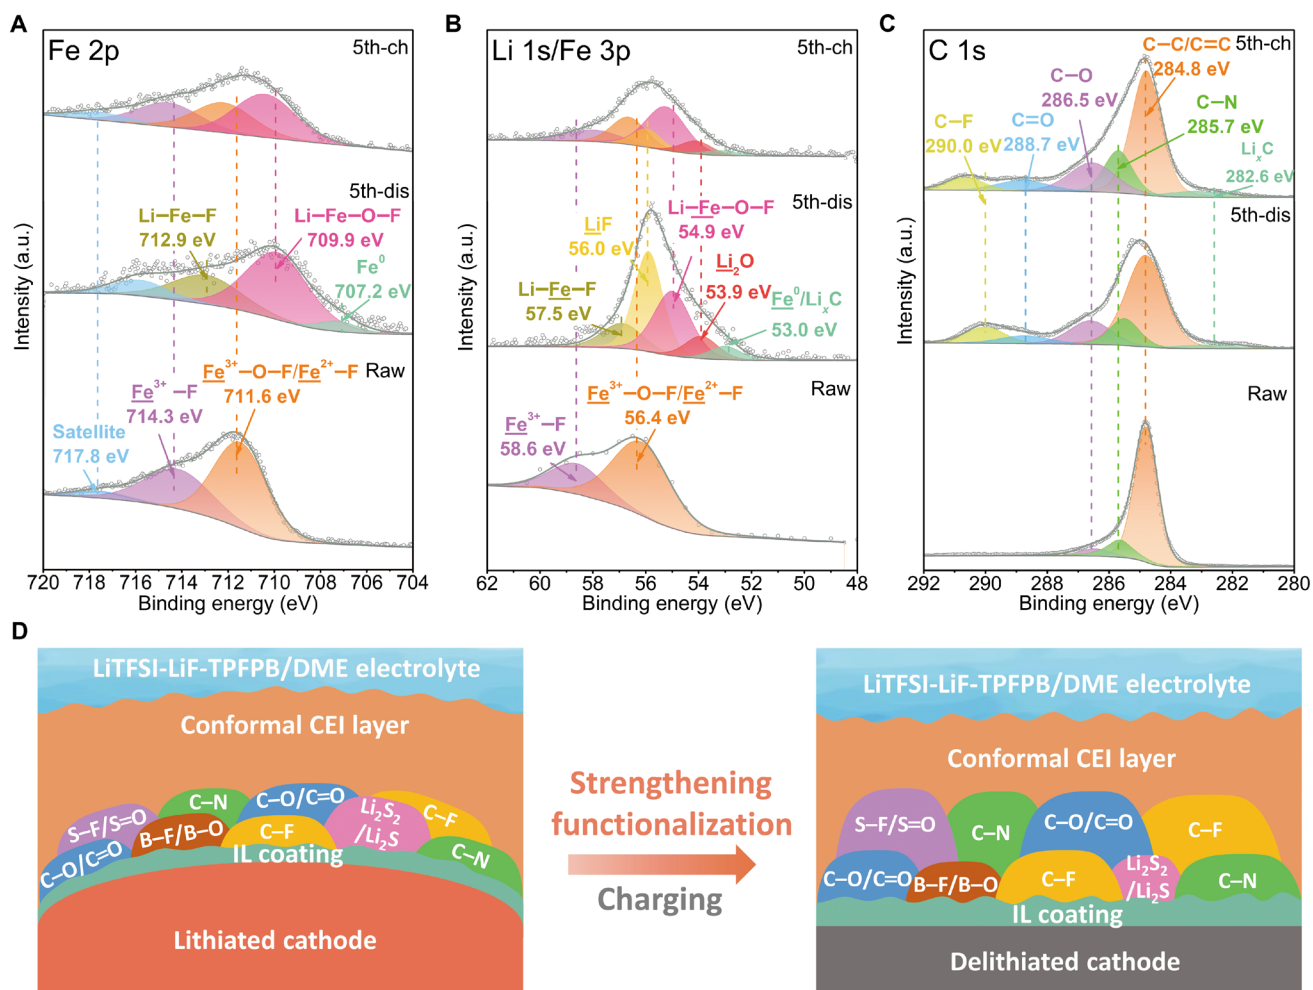 A
Fe 2p
5th-ch
5th-dis
Li–Fe–F
712.9 eV
Li–Fe–O–F
709.9 eV
Fe⁰
707.2 eV
Raw
Fe³⁺–O–F/Fe²⁺–F
711.6 eV
Fe³⁺–F
714.3 eV
Satellite
717.8 eV
Intensity (a.u.)
720 718 716 714 712 710 708 706 704
Binding energy (eV)
B
Li 1s/Fe 3p
5th-ch
5th-dis
LiF
56.0 eV
Li–Fe–O–F
54.9 eV
Li₂O
53.9 eV
Li–Fe–F
57.5 eV
Fe⁰/LiₓC
53.0 eV
Raw
Fe³⁺–O–F/Fe²⁺–F
56.4 eV
Fe³⁺–F
58.6 eV
Intensity (a.u.)
62 60 58 56 54 52 50 48
Binding energy (eV)
C
C 1s
5th-ch
C–C/C=C
284.8 eV
C–O
286.5 eV
C–N
285.7 eV
C–F
290.0 eV
C=O
288.7 eV
LiₓC
282.6 eV
5th-dis
Raw
Intensity (a.u.)
292 290 288 286 284 282 280
Binding energy (eV)
D
LiTFSI-LiF-TPFPB/DME electrolyte
Conformal CEI layer
C–N
C–O/C=O
Li₂S₂
/Li₂S
C–F
S–F/S=O
B–F/B–O
C–F
C–O/C=O
C–N
IL coating
Lithiated cathode
Strengthening
functionalization
Charging
LiTFSI-LiF-TPFPB/DME electrolyte
Conformal CEI layer
S–F/S=O
C–N
C–O/C=O
C–F
C–O/C=O
B–F/B–O
C–F
Li₂S₂
/Li₂S
C–N
IL coating
Delithiated cathode